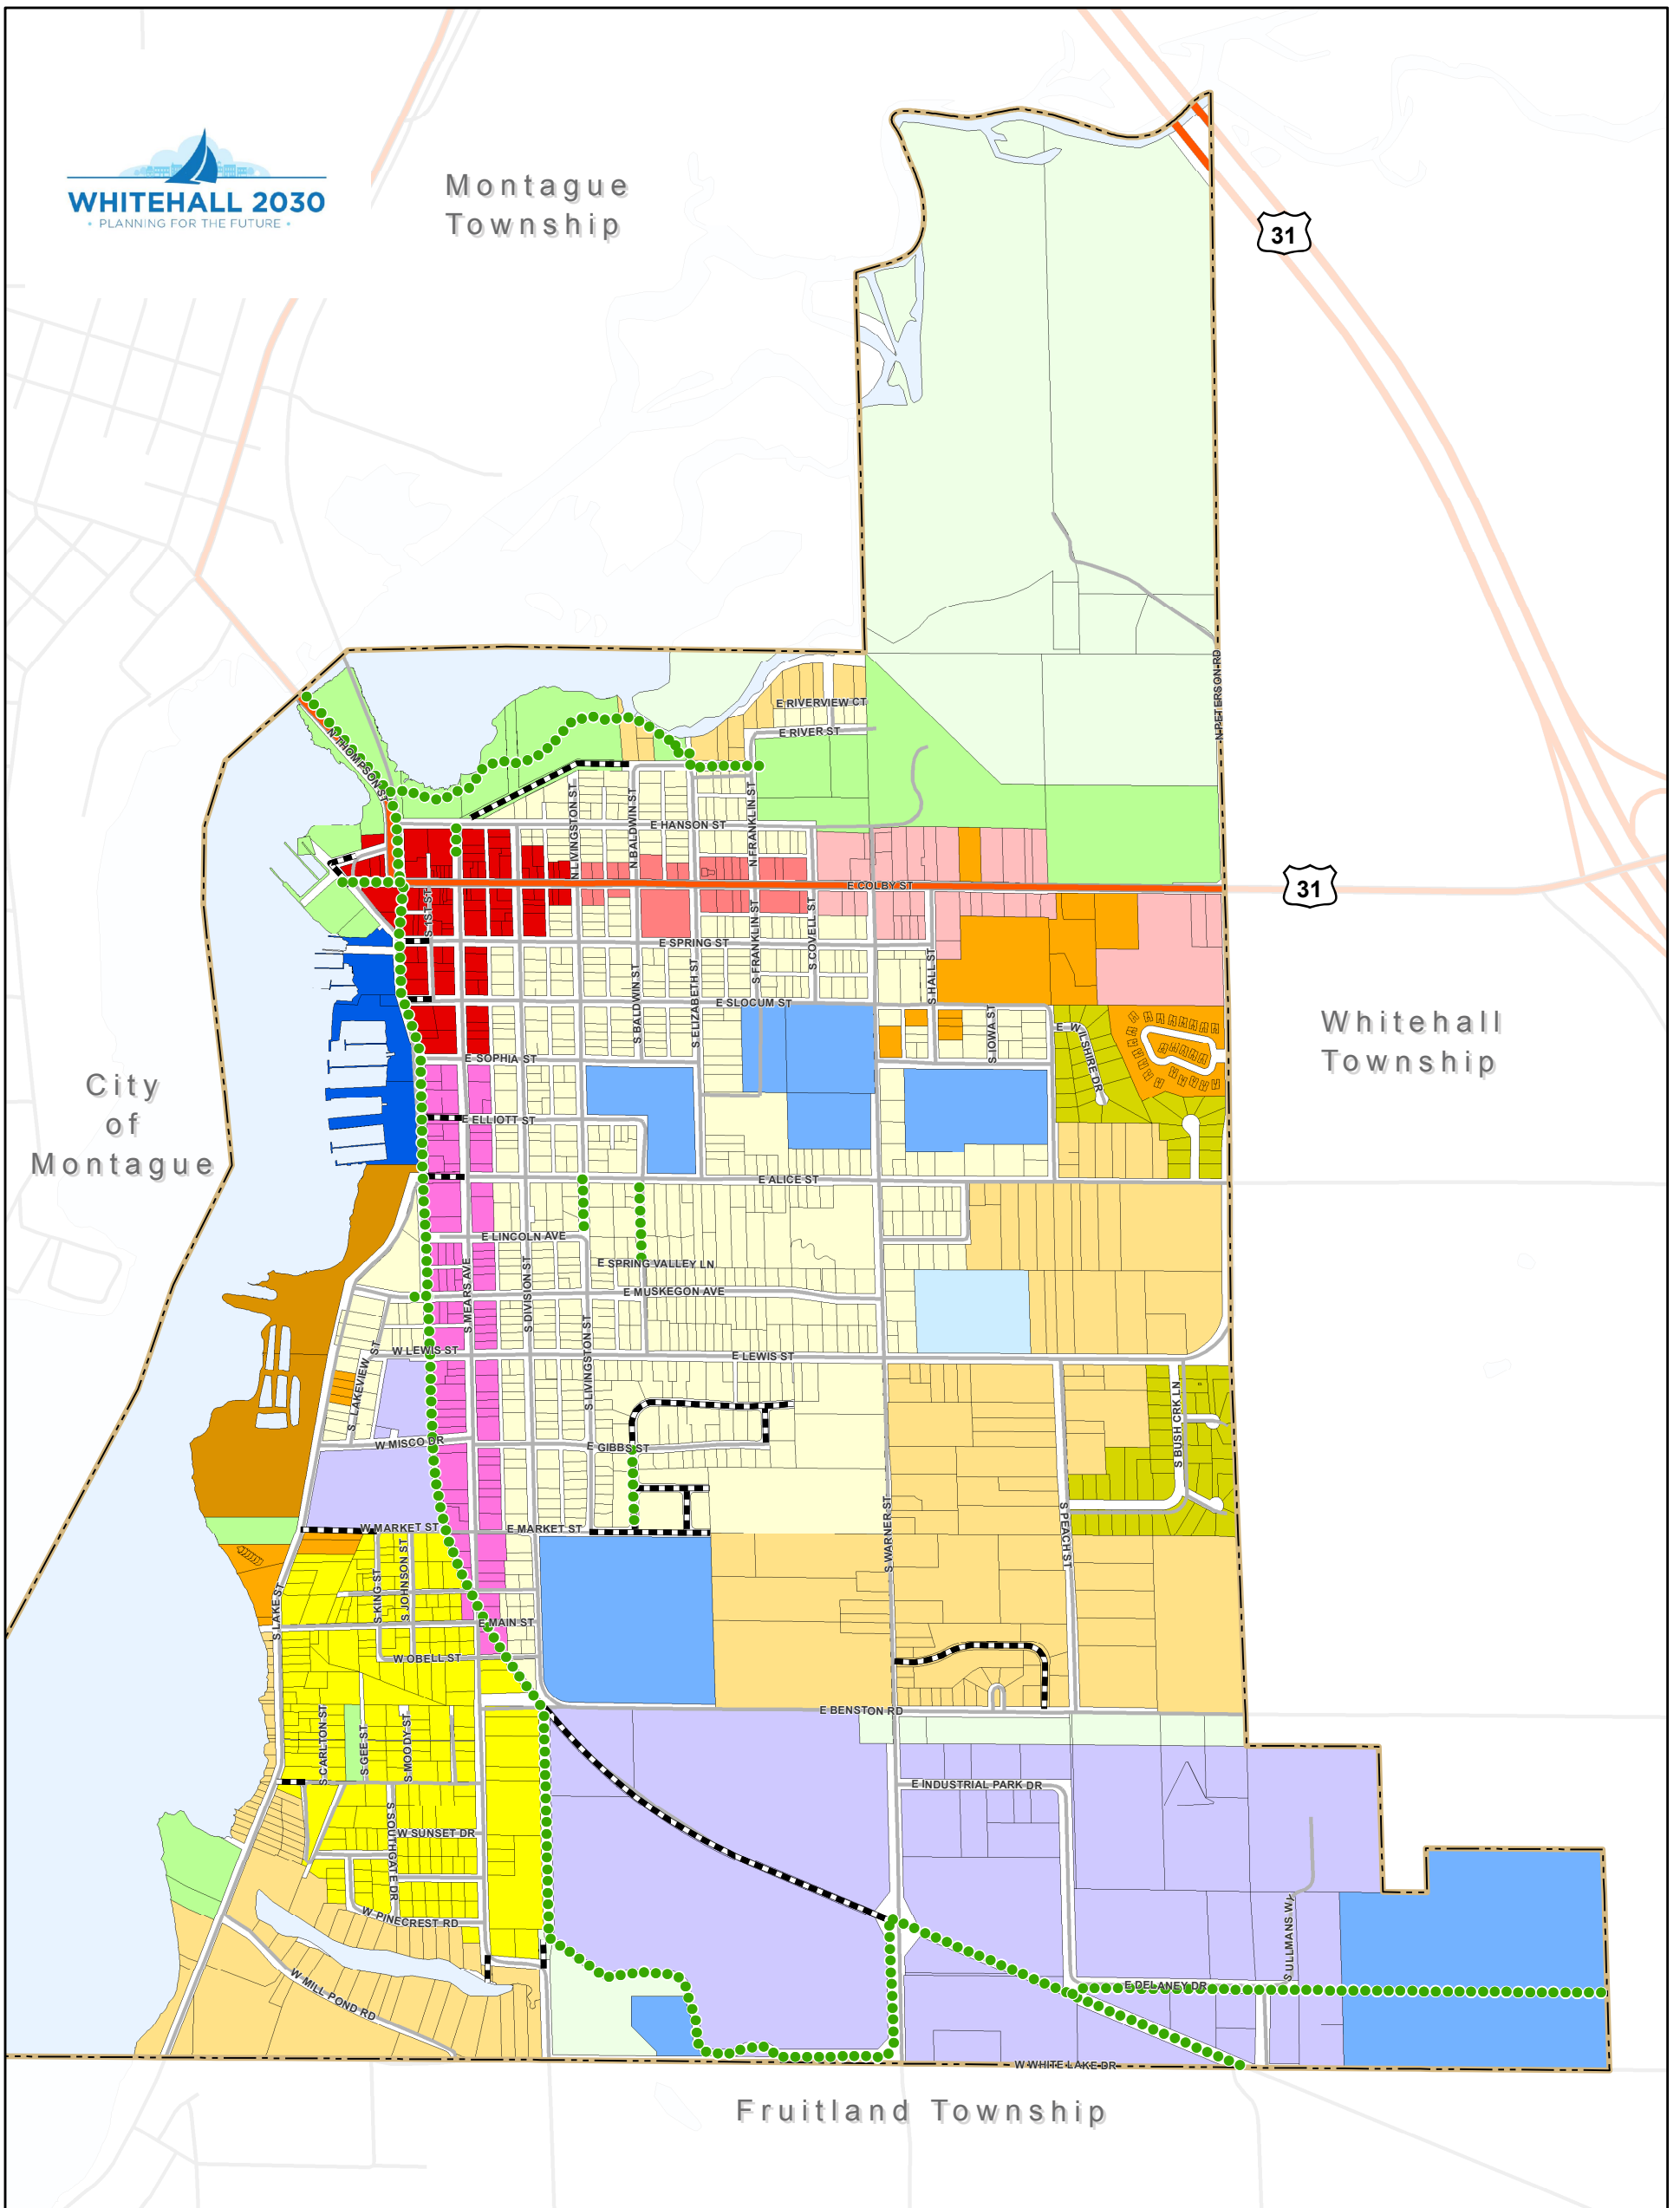 WHITEHALL 2030
• PLANNING FOR THE FUTURE •
Montague
Township
31
N PETERSON RD
E RIVERVIEW CT
E RIVER ST
N THOMPSON ST
N LIVINGSTON ST
N BALDWIN ST
N FRANKLIN ST
E HANSON ST
E COLBY ST
31
S 1ST ST
E SPRING ST
S FRANKLIN ST
S COVELL ST
S HALL ST
S BALDWIN ST
S ELIZABETH ST
E SLOCUM ST
S IOWA ST
E WILSHIRE DR
Whitehall
Township
E SOPHIA ST
City
of
Montague
E ELLIOTT ST
E ALICE ST
E LINCOLN AVE
E SPRING VALLEY LN
S MEARS AVE
S DIVISION ST
E MUSKEGON AVE
S LIVINGSTON ST
W LEWIS ST
E LEWIS ST
S LAKEVIEW ST
S BUSH CRK LN
W MISCO DR
E GIBBS ST
S WARNER ST
S PEACH ST
W MARKET ST
E MARKET ST
S KING ST
S JOHNSON ST
S LAKE ST
E MAIN ST
W OBELL ST
E BENSTON RD
S CARLTON ST
S GEE ST
S MOODY ST
E INDUSTRIAL PARK DR
S SOUTHGATE DR
W SUNSET DR
W PINECREST RD
S ULLMANS WY
W MILL POND RD
E DELANEY DR
W WHITE LAKE DR
Fruitland Township